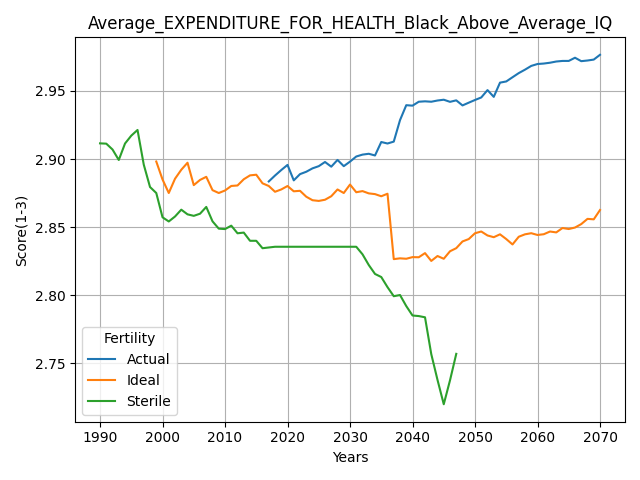 Average_EXPENDITURE_FOR_HEALTH_Black_Above_Average_IQ
Score(1-3)
2.95
2.90
2.85
2.80
2.75
Fertility
Actual
Ideal
Sterile
1990 2000 2010 2020 2030 2040 2050 2060 2070
Years